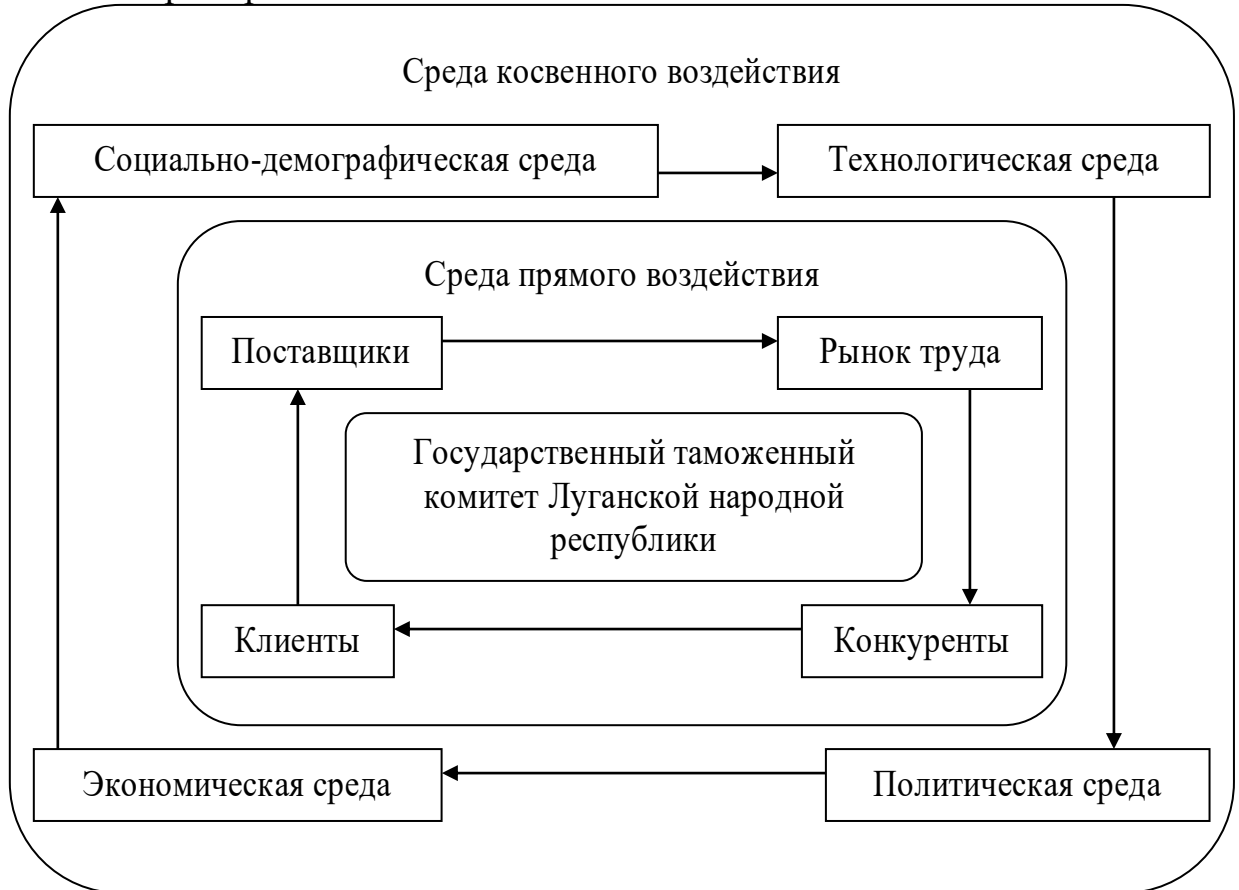 Среда косвенного воздействия
Социально-демографическая среда
Технологическая среда
Среда прямого воздействия
Поставщики
Рынок труда
Государственный таможенный
комитет Луганской народной
республики
Клиенты
Конкуренты
Экономическая среда
Политическая среда